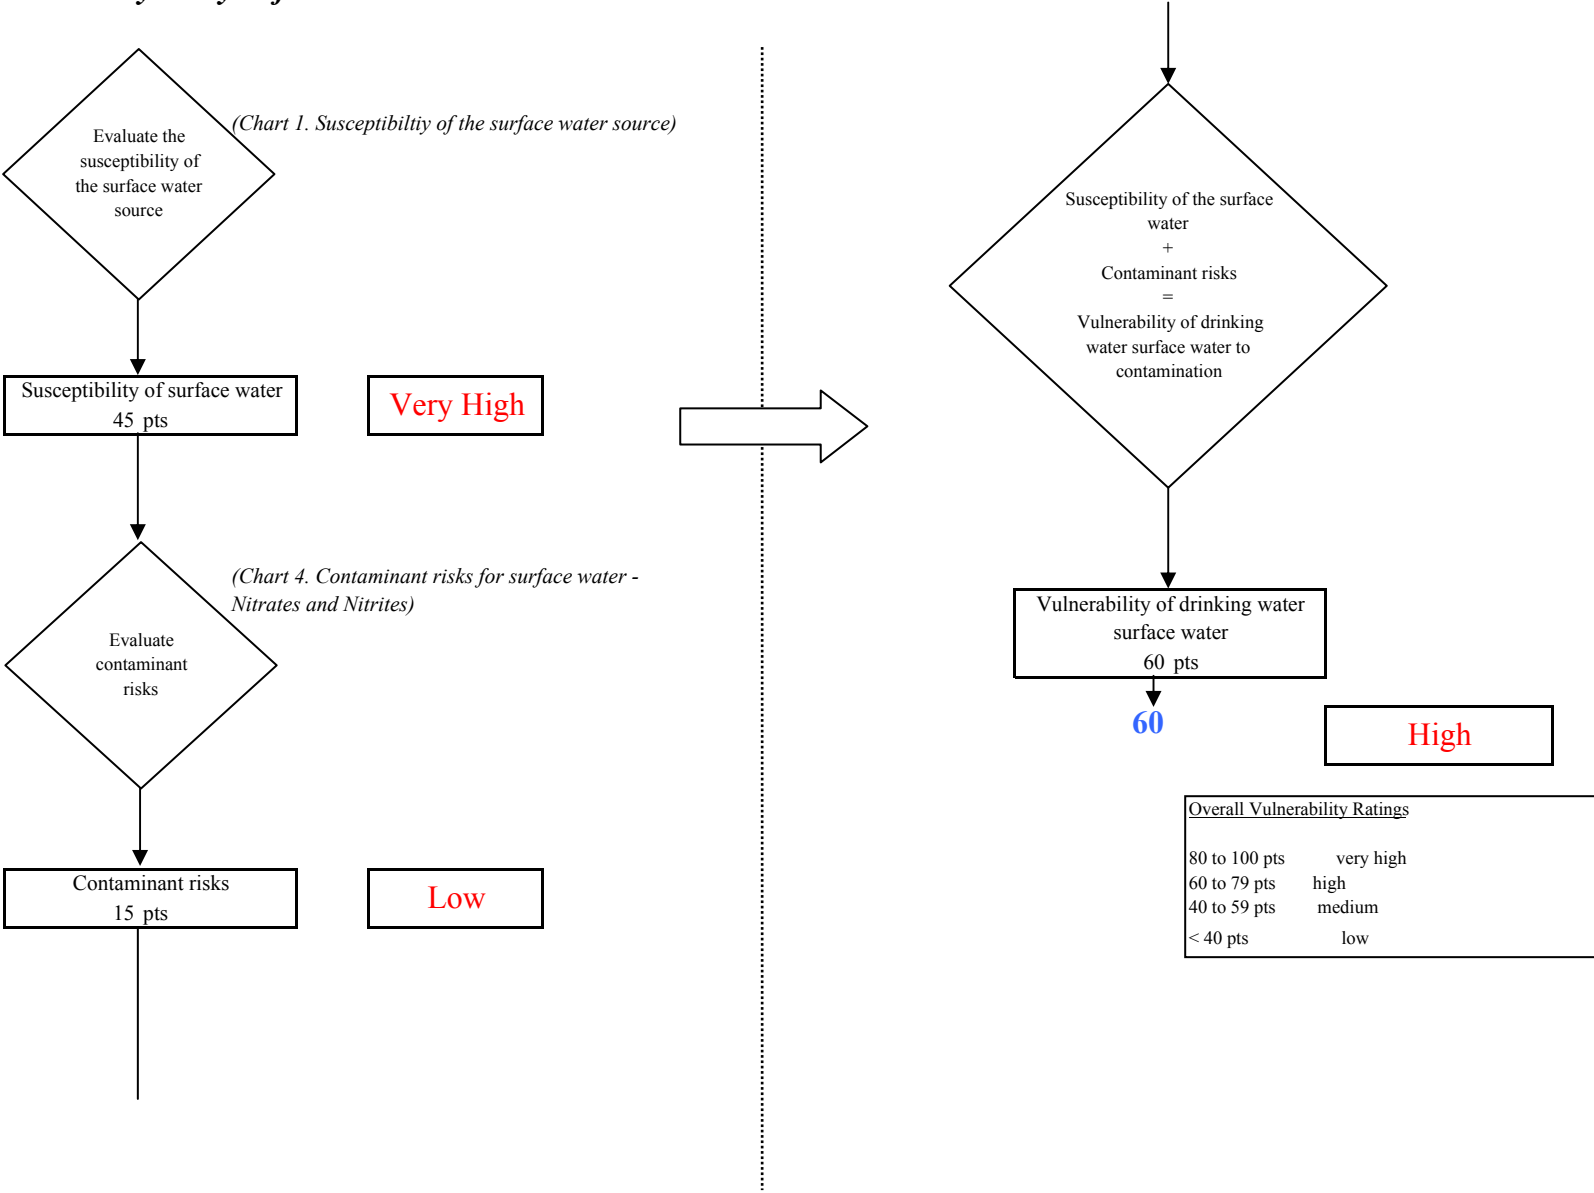 (Chart 1. Susceptibiltiy of the surface water source)
Evaluate the
susceptibility of
the surface water
source
Susceptibility of surface water
45 pts
Very High
(Chart 4. Contaminant risks for surface water -
Nitrates and Nitrites)
Evaluate
contaminant
risks
Contaminant risks
15 pts
Low
Susceptibility of the surface
water
+
Contaminant risks
=
Vulnerability of drinking
water surface water to
contamination
Vulnerability of drinking water
surface water
60 pts
60
High
Overall Vulnerability Ratings
80 to 100 pts very high
60 to 79 pts high
40 to 59 pts medium
< 40 pts low